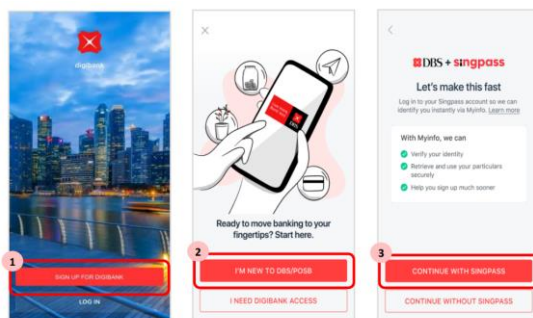 digibank
1
SIGN UP FOR DIGIBANK
LOG IN
Ready to move banking to your
fingertips? Start here.
2
I'M NEW TO DBS/POSB
I NEED DIGIBANK ACCESS
DBS + singpass
Let's make this fast
Log in to your Singpass account so we can
identify you instantly via Myinfo. Learn more
With Myinfo, we can
Verify your identity
Retrieve and use your particulars
securely
Help you sign up much sooner
3
CONTINUE WITH SINGPASS
CONTINUE WITHOUT SINGPASS